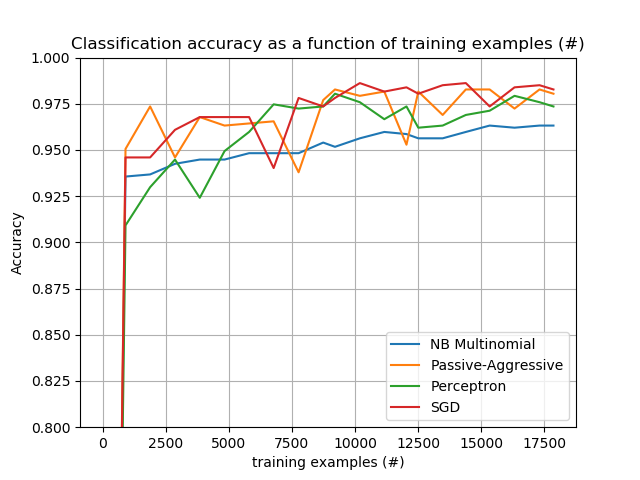 Classification accuracy as a function of training examples (#)
1.000
0.975
0.950
0.925
0.900
0.875
0.850
0.825
0.800
Accuracy
NB Multinomial
Passive-Aggressive
Perceptron
SGD
0 2500 5000 7500 10000 12500 15000 17500
training examples (#)